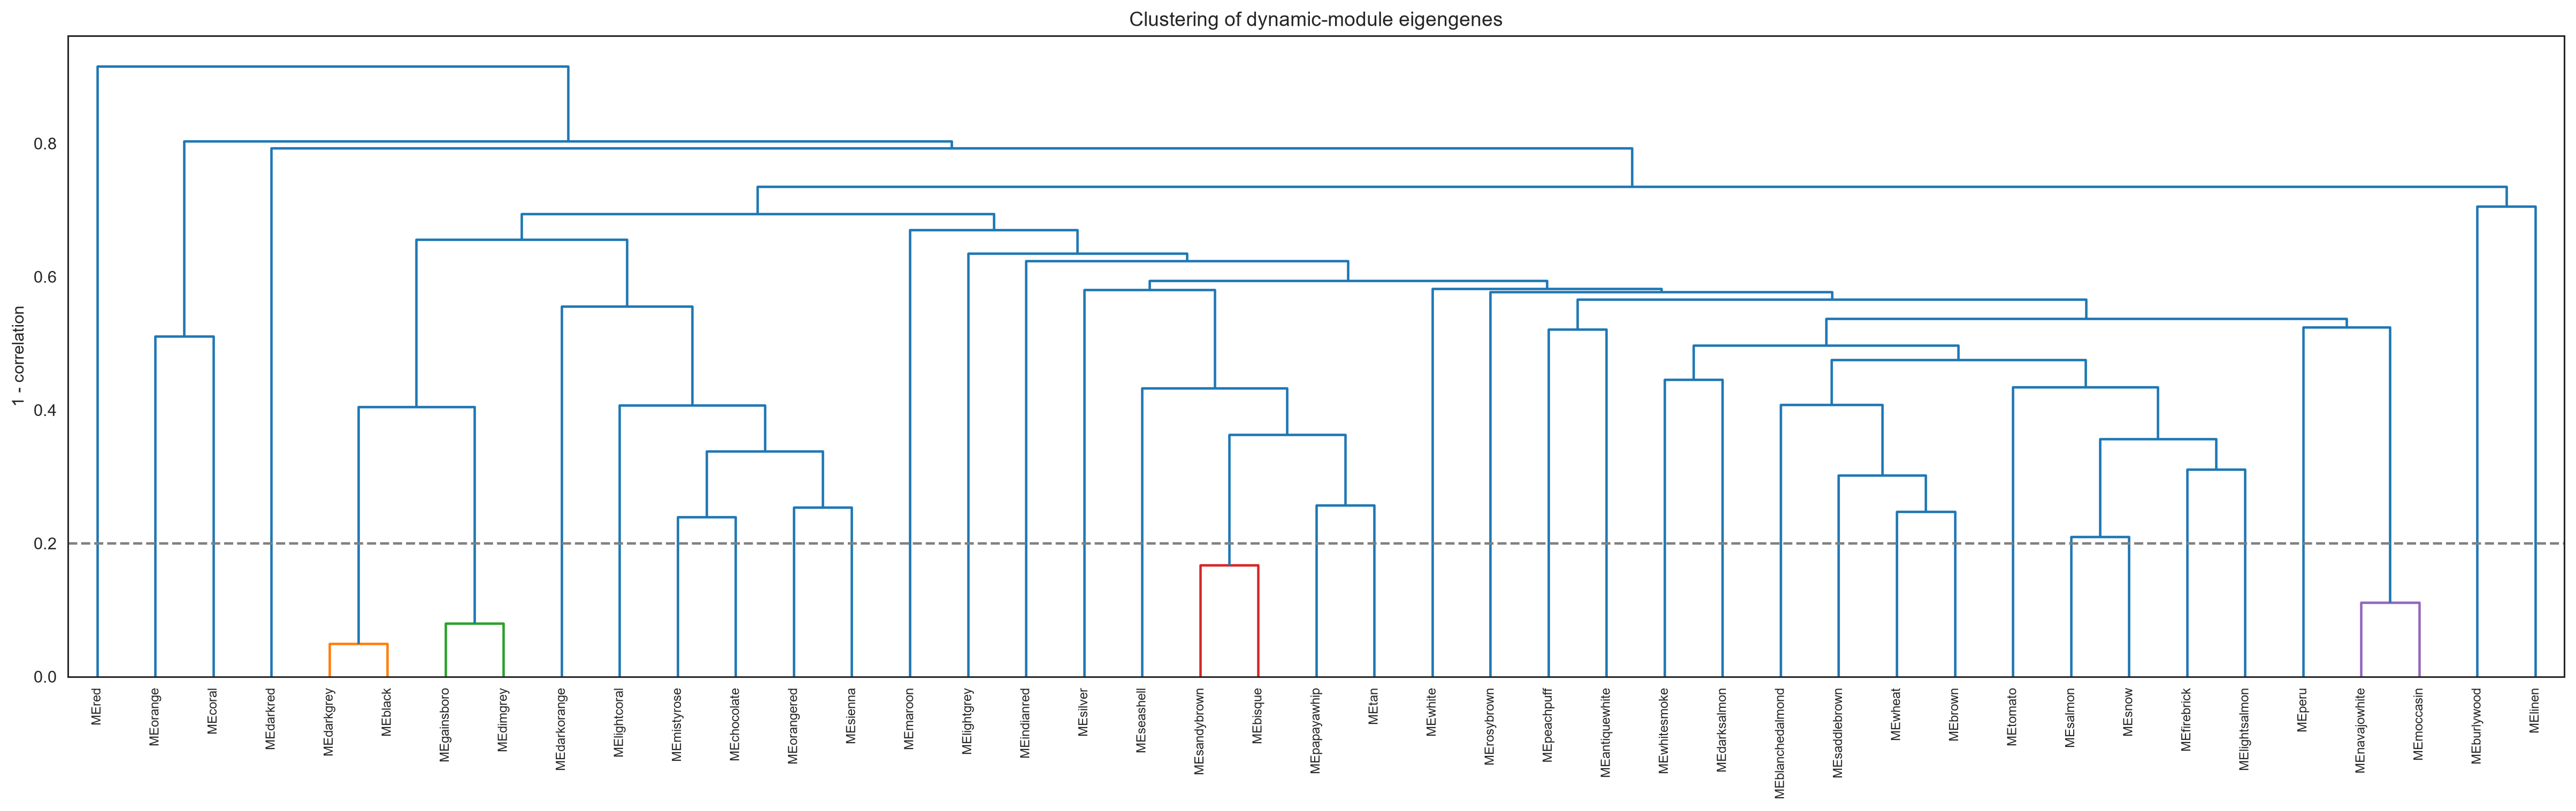 Clustering of dynamic-module eigengenes
1 - correlation
0.8
0.6
0.4
0.2
0.0
MEred
MEorange
MEcoral
MEdarkred
MEdarkgrey
MEblack
MEgainsboro
MEdimgrey
MEdarkorange
MElightcoral
MEmistyrose
MEchocolate
MEorangered
MEsienna
MEmaroon
MElightgrey
MEindianred
MEsilver
MEseashell
MEsandybrown
MEbisque
MEpapayawhip
MEtan
MEwhite
MErosybrown
MEpeachpuff
MEantiquewhite
MEwhitesmoke
MEdarksalmon
MEblanchedalmond
MEsaddlebrown
MEwheat
MEbrown
MEtomato
MEsalmon
MEsnow
MEfirebrick
MElightsalmon
MEperu
MEnavajowhite
MEmoccasin
MEburlywood
MElinen